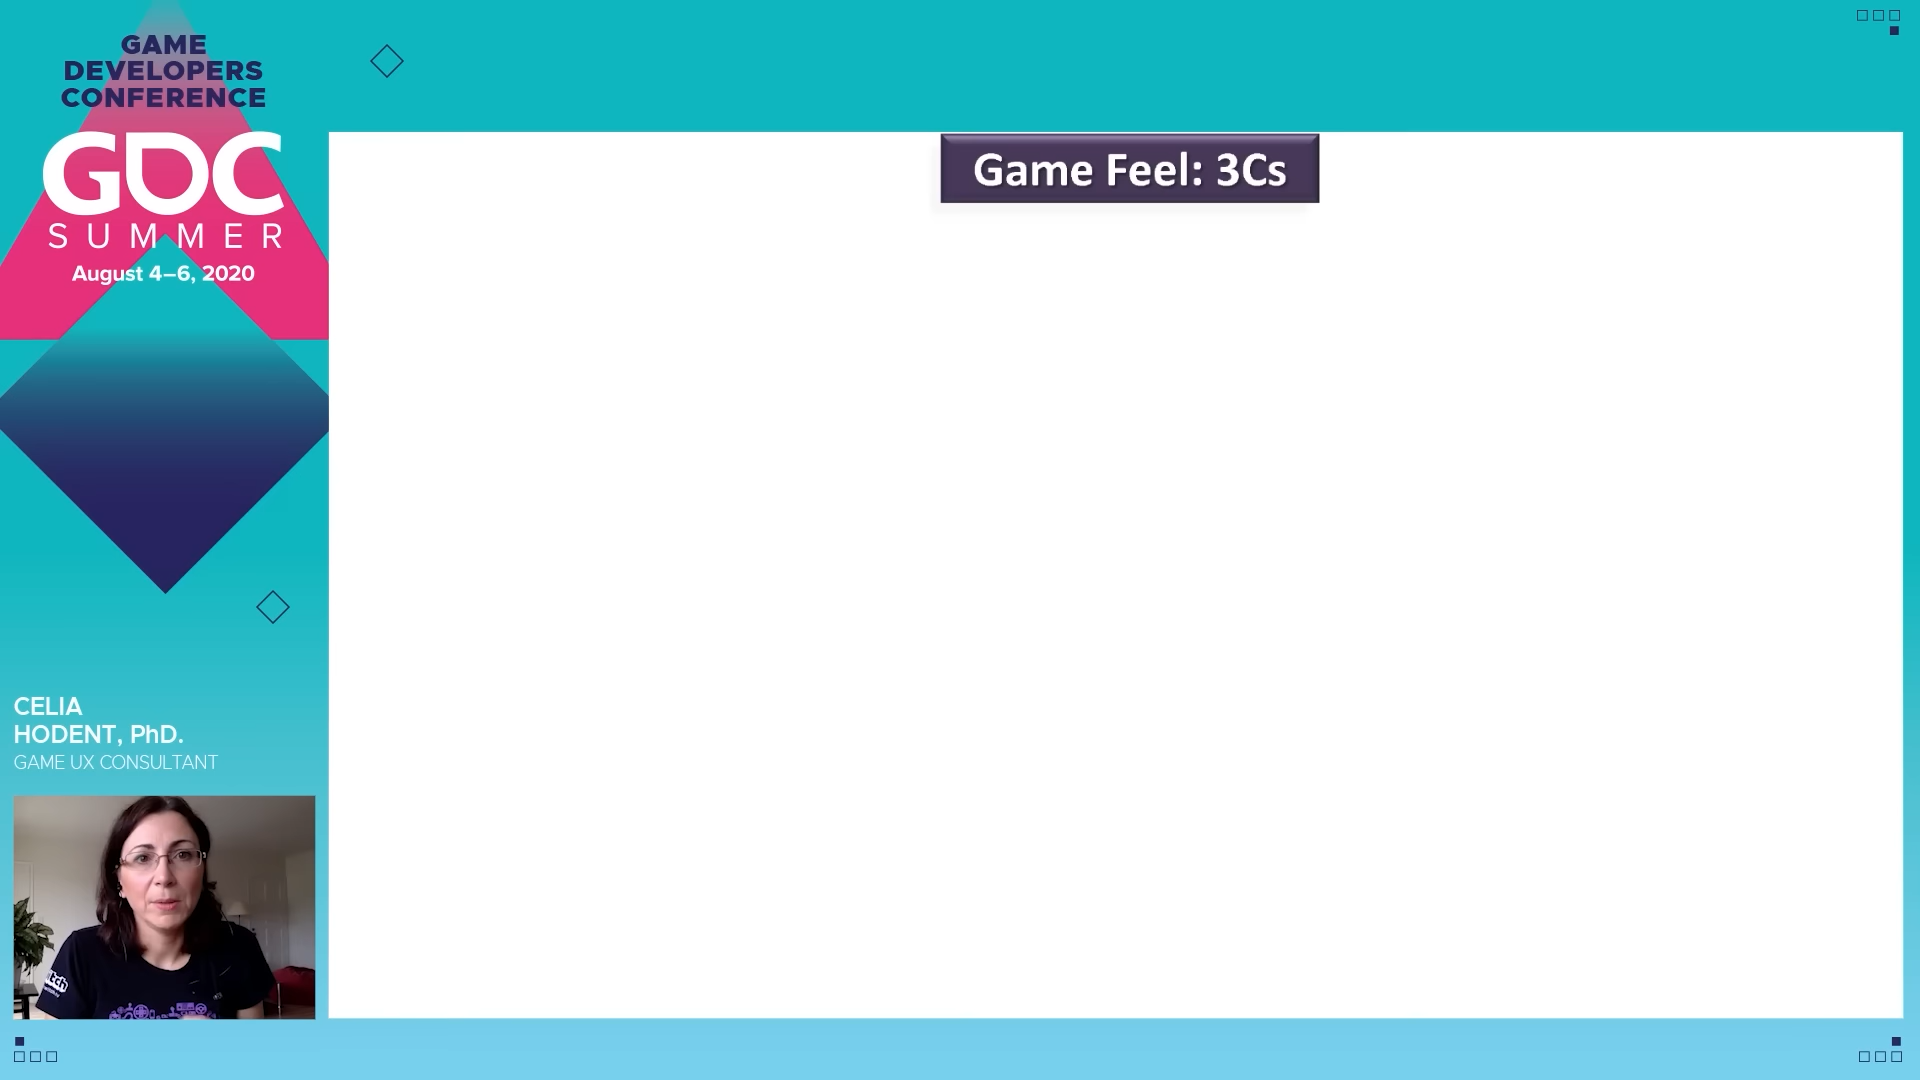 GAME
DEVELOPERS
CONFERENCE
GDC
SUMMER
August 4–6, 2020
Game Feel: 3Cs
CELIA
HODENT, PhD.
GAME UX CONSULTANT